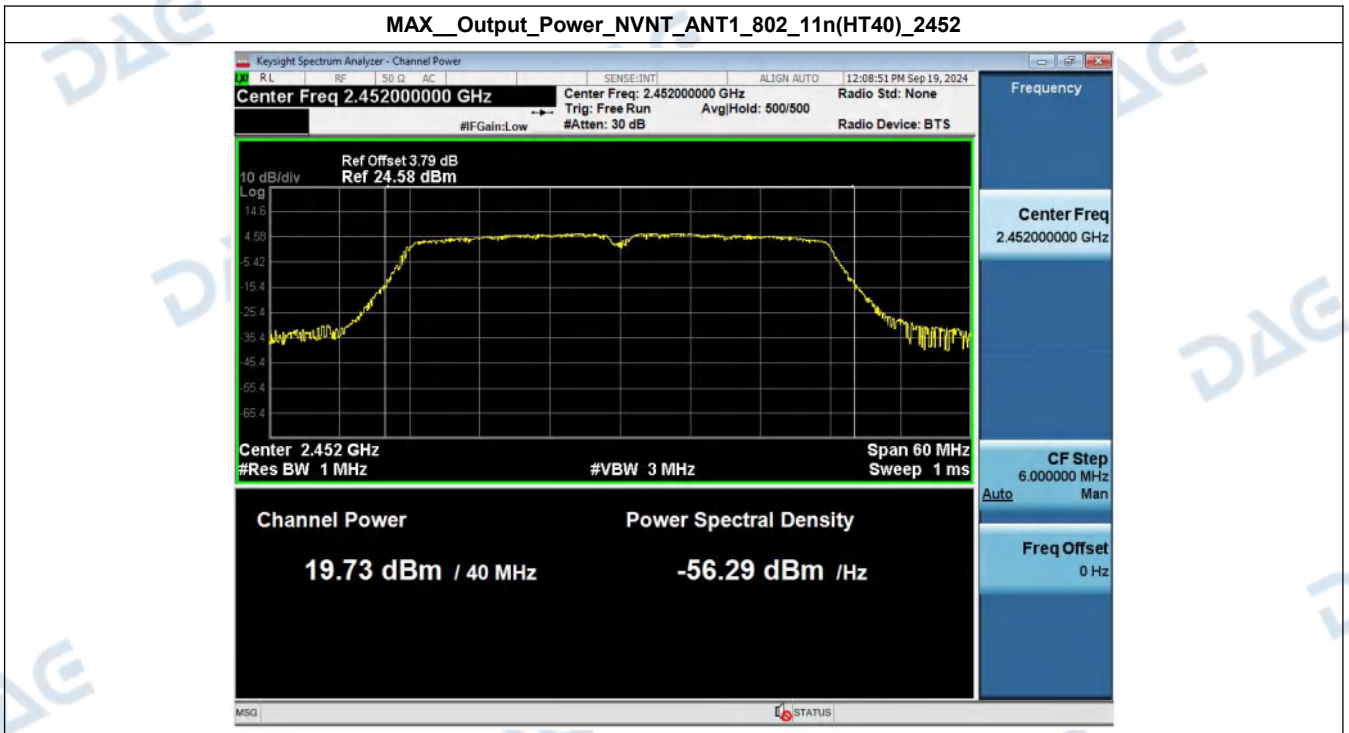 MAX__Output_Power_NVNT_ANT1_802_11n(HT40)_2452
Keysight Spectrum Analyzer - Channel Power
LXI RL RF 50 Ω AC SENSE:INT ALIGN AUTO 12:08:51 PM Sep 19, 2024
Center Freq 2.452000000 GHz
Center Freq: 2.452000000 GHz
Radio Std: None
Trig: Free Run Avg|Hold: 500/500
#IFGain:Low
#Atten: 30 dB
Radio Device: BTS
Ref Offset 3.79 dB
10 dB/div Ref 24.58 dBm
Log
14.6
4.58
-5.42
-15.4
-25.4
-35.4
-45.4
-55.4
-65.4
Center 2.452 GHz Span 60 MHz
#Res BW 1 MHz #VBW 3 MHz Sweep 1 ms
Channel Power
Power Spectral Density
19.73 dBm / 40 MHz
-56.29 dBm /Hz
Frequency
Center Freq
2.452000000 GHz
CF Step
6.000000 MHz
Auto Man
Freq Offset
0 Hz
MSG STATUS
DAG
DAG
DAG